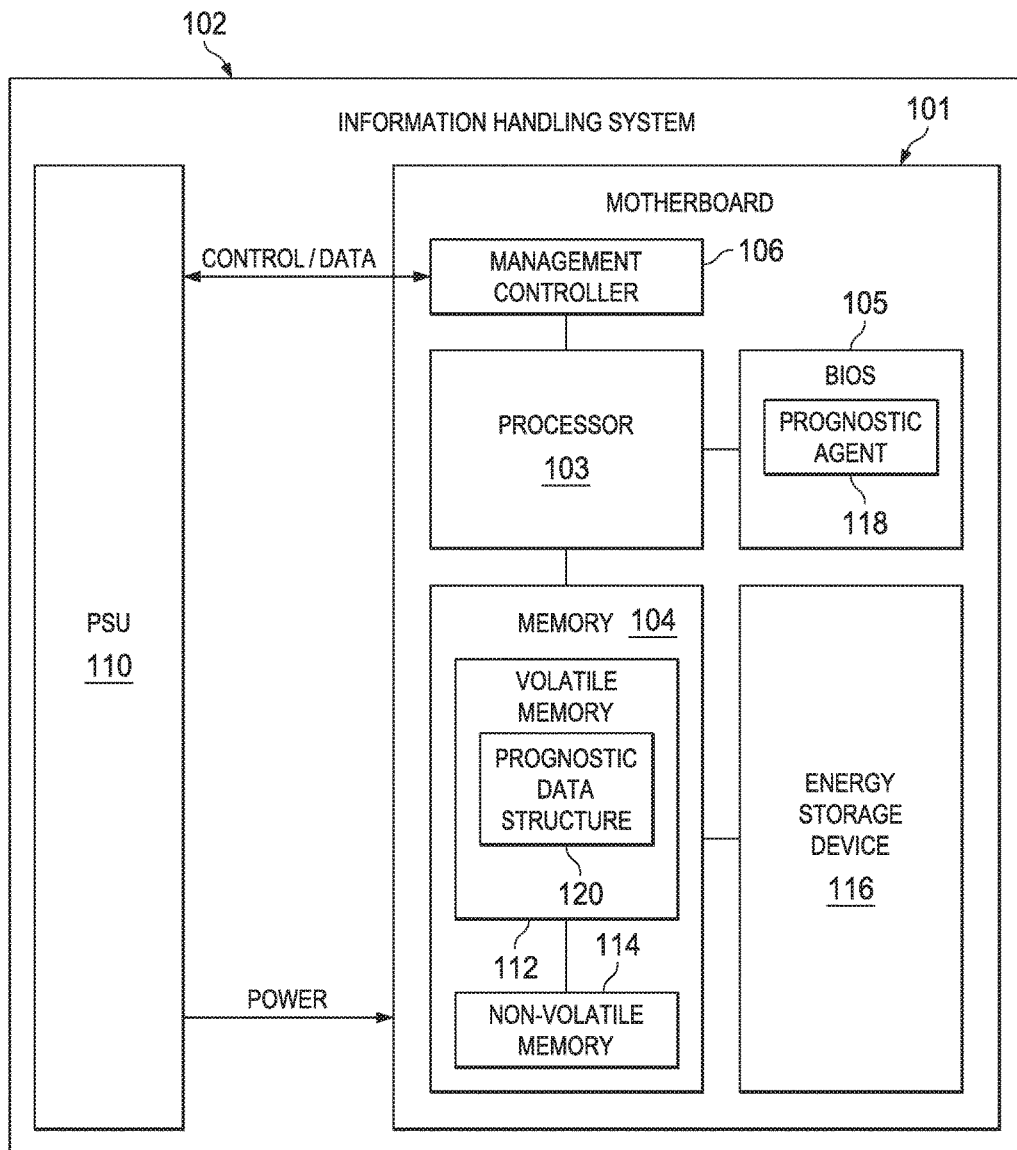 102
INFORMATION HANDLING SYSTEM
101
MOTHERBOARD
CONTROL / DATA
MANAGEMENT
CONTROLLER
106
105
BIOS
PROGNOSTIC
AGENT
118
PROCESSOR
103
PSU
110
MEMORY 104
VOLATILE
MEMORY
PROGNOSTIC
DATA
STRUCTURE
120
112
114
NON-VOLATILE
MEMORY
ENERGY
STORAGE
DEVICE
116
POWER